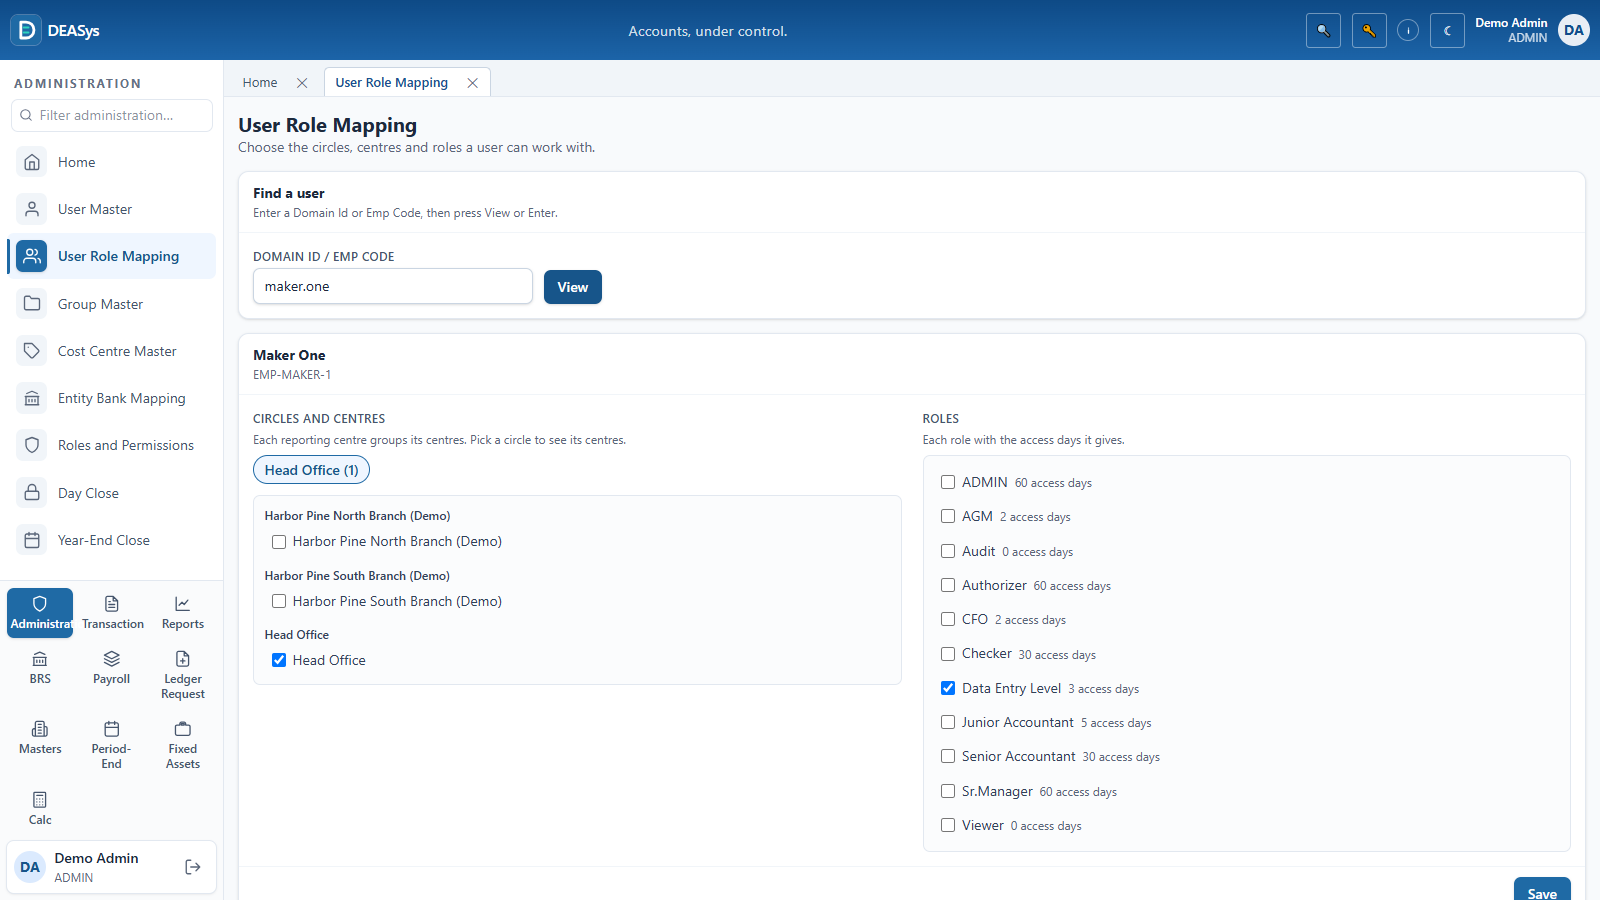 DEASys
Accounts, under control.
Demo Admin
ADMIN
DA
ADMINISTRATION
Filter administration...
Home
User Master
User Role Mapping
Group Master
Cost Centre Master
Entity Bank Mapping
Roles and Permissions
Day Close
Year-End Close
Administrat
Transaction
Reports
BRS
Payroll
Ledger
Request
Masters
Period-
End
Fixed
Assets
Calc
DA
Demo Admin
ADMIN
Home
User Role Mapping
User Role Mapping
Choose the circles, centres and roles a user can work with.
Find a user
Enter a Domain Id or Emp Code, then press View or Enter.
DOMAIN ID / EMP CODE
maker.one
View
Maker One
EMP-MAKER-1
CIRCLES AND CENTRES
Each reporting centre groups its centres. Pick a circle to see its centres.
Head Office (1)
Harbor Pine North Branch (Demo)
Harbor Pine North Branch (Demo)
Harbor Pine South Branch (Demo)
Harbor Pine South Branch (Demo)
Head Office
Head Office
ROLES
Each role with the access days it gives.
ADMIN 60 access days
AGM 2 access days
Audit 0 access days
Authorizer 60 access days
CFO 2 access days
Checker 30 access days
Data Entry Level 3 access days
Junior Accountant 5 access days
Senior Accountant 30 access days
Sr.Manager 60 access days
Viewer 0 access days
Save